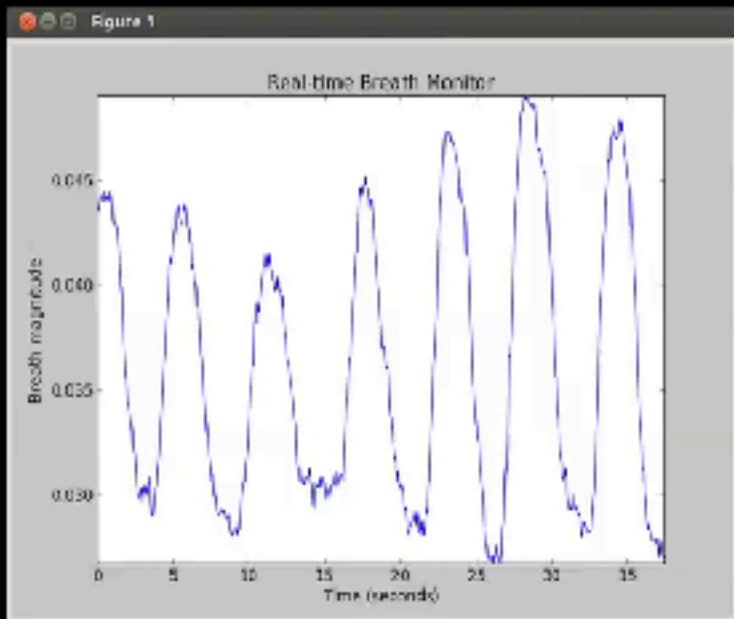 Figure 1
Real-time Breath Monitor
0.045
0.040
0.035
0.030
Breath magnitude
0 5 10 15 20 25 30 35
Time (seconds)